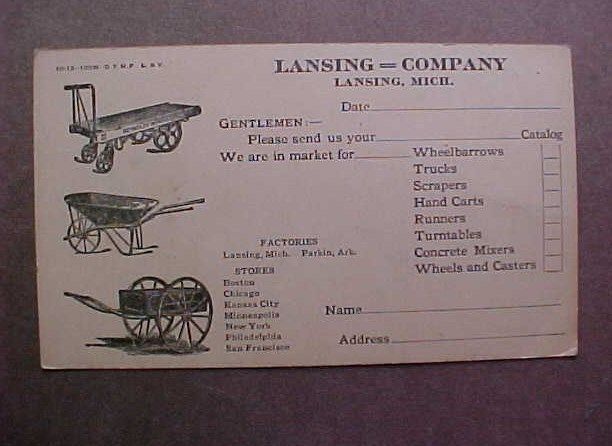 LANSING = COMPANY
LANSING, MICH.
Date
GENTLEMEN:—
Please send us your Catalog
We are in market for Wheelbarrows
Trucks
Scrapers
Hand Carts
Runners
Turntables
Concrete Mixers
Wheels and Casters
FACTORIES
Lansing, Mich. Parkin, Ark.
STORES
Boston
Chicago
Kansas City
Minneapolis
New York
Philadelphia
San Francisco
Name
Address